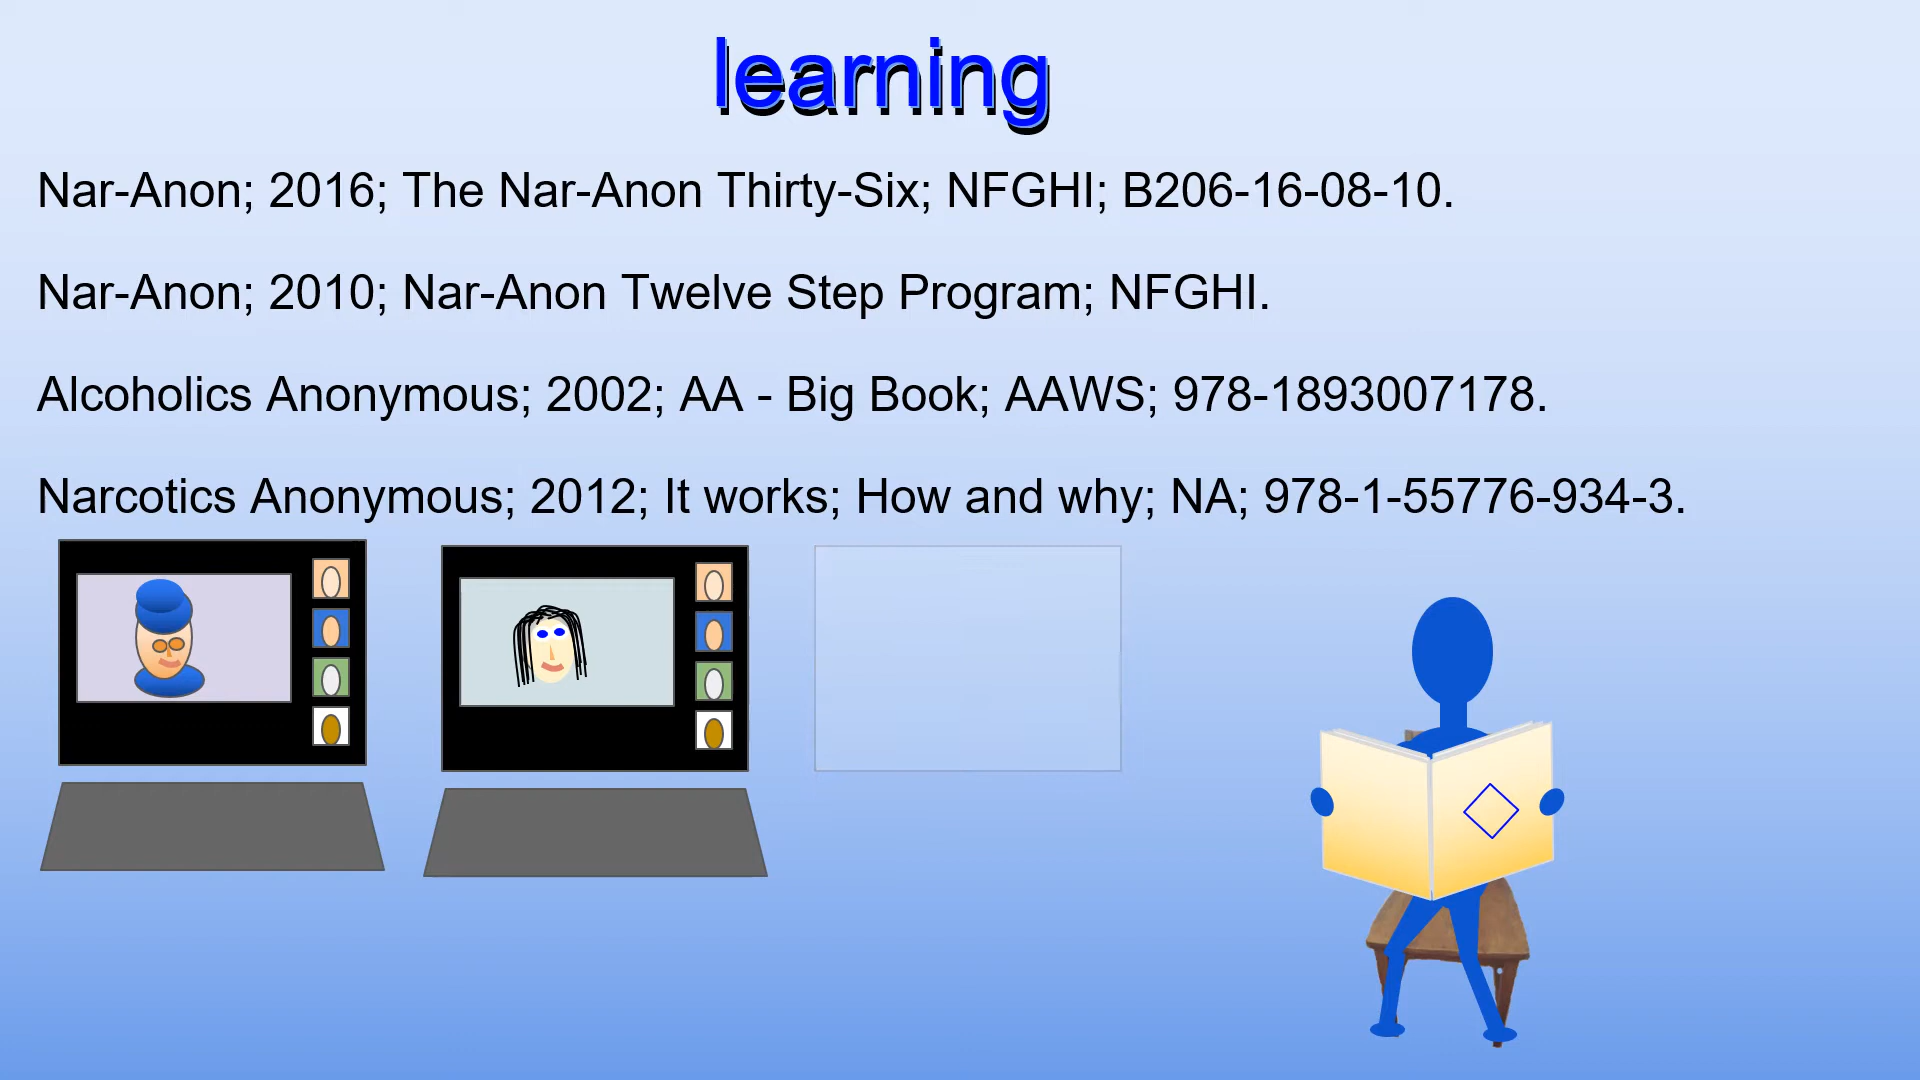 learning
Nar-Anon; 2016; The Nar-Anon Thirty-Six; NFGHI; B206-16-08-10.
Nar-Anon; 2010; Nar-Anon Twelve Step Program; NFGHI.
Alcoholics Anonymous; 2002; AA - Big Book; AAWS; 978-1893007178.
Narcotics Anonymous; 2012; It works; How and why; NA; 978-1-55776-934-3.